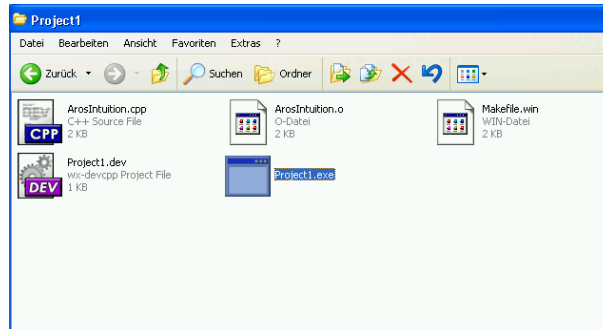 Project1
Datei Bearbeiten Ansicht Favoriten Extras ?
Zurück Suchen Ordner
ArosIntuition.cpp
C++ Source File
2 KB
CPP
ArosIntuition.o
O-Datei
2 KB
Makefile.win
WIN-Datei
2 KB
Project1.dev
wx-devcpp Project File
1 KB
DEV
Project1.exe